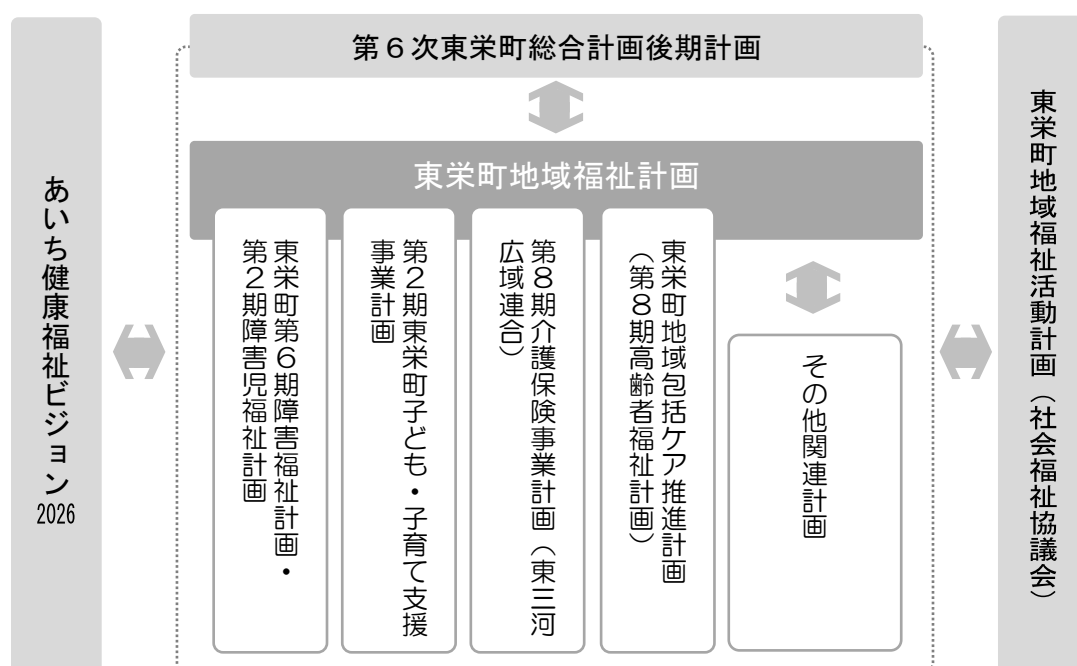 第６次東栄町総合計画後期計画
東栄町地域福祉計画
あいち健康福祉ビジョン2026
東栄町第６期障害福祉計画・
第２期障害児福祉計画
第２期東栄町子ども・子育て支援
事業計画
第８期介護保険事業計画（東三河
広域連合）
東栄町地域包括ケア推進計画
（第８期高齢者福祉計画）
その他関連計画
東栄町地域福祉活動計画（社会福祉協議会）